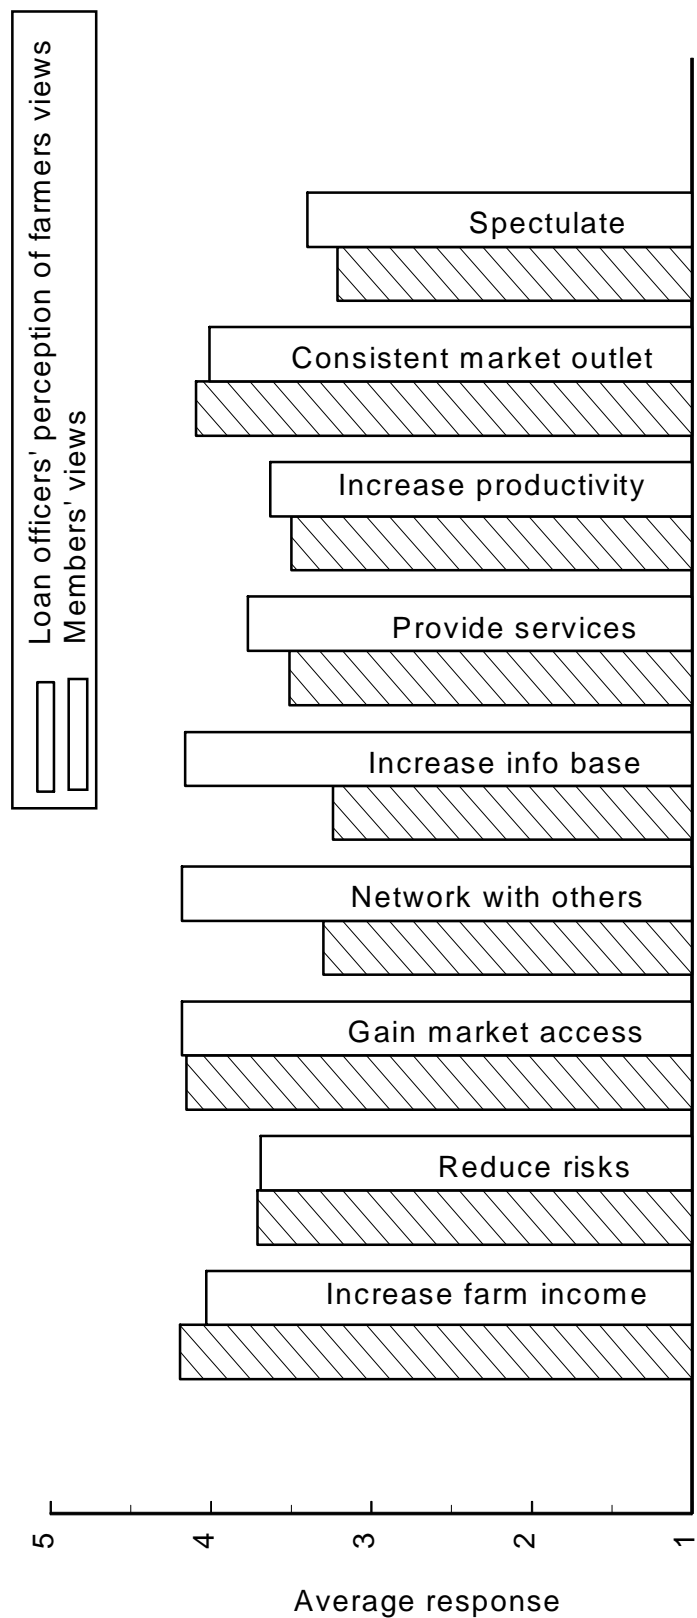 Loan officers' perception of farmers views
Members' views
Spectulate
Consistent market outlet
Increase productivity
Provide services
Increase info base
Network with others
Gain market access
Reduce risks
Increase farm income
5
4
3
2
1
Average response